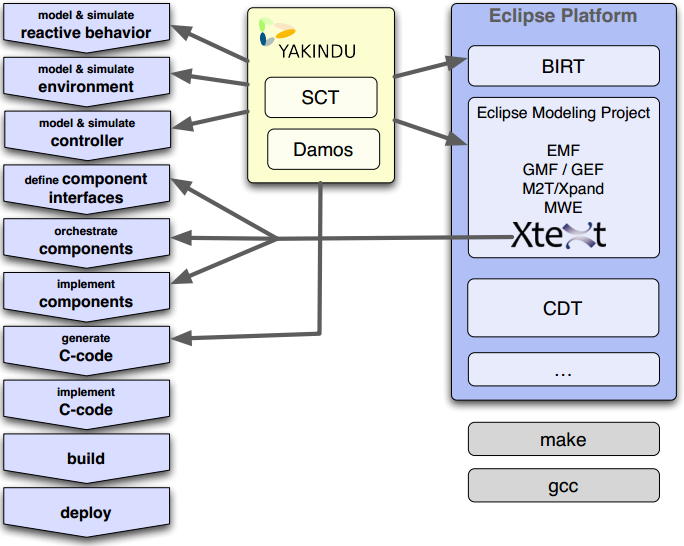 model & simulate
reactive behavior
model & simulate
environment
model & simulate
controller
define component
interfaces
orchestrate
components
implement
components
generate
C-code
implement
C-code
build
deploy
YAKINDU
SCT
Damos
Eclipse Platform
BIRT
Eclipse Modeling Project
EMF
GMF / GEF
M2T/Xpand
MWE
Xtext
CDT
...
make
gcc